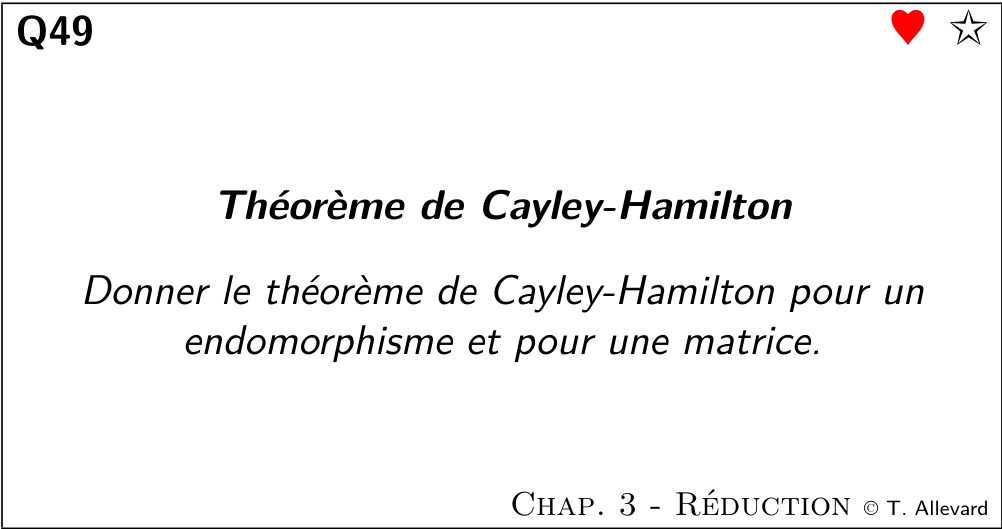 Q49
Théorème de Cayley-Hamilton
Donner le théorème de Cayley-Hamilton pour un
endomorphisme et pour une matrice.
Chap. 3 - Réduction © T. Allevard